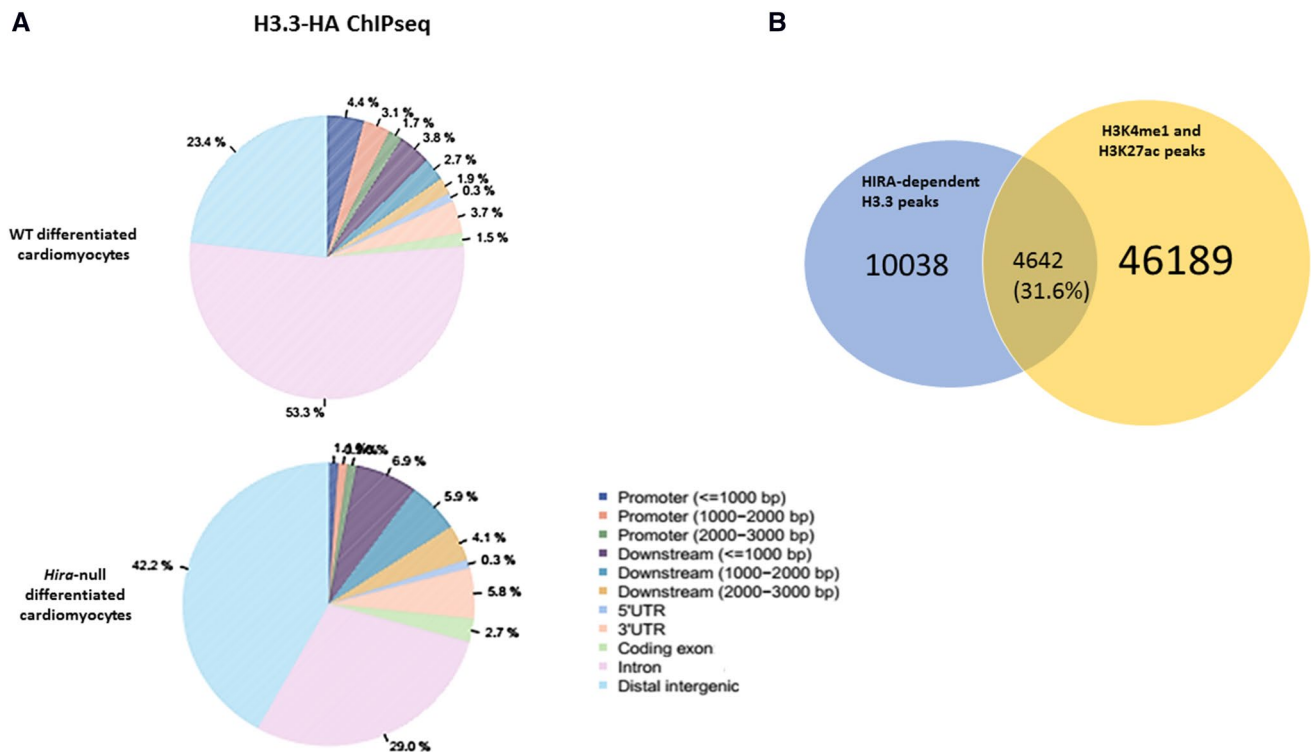 A
H3.3-HA ChIPseq
B
4.4 %
3.1 %
1.7 %
3.8 %
2.7 %
1.9 %
0.3 %
3.7 %
1.5 %
23.4 %
53.3 %
WT differentiated
cardiomyocytes
HIRA-dependent
H3.3 peaks
H3K4me1 and
H3K27ac peaks
10038
4642
(31.6%)
46189
6.9 %
5.9 %
4.1 %
0.3 %
5.8 %
2.7 %
42.2 %
29.0 %
Hira-null
differentiated
cardiomyocytes
Promoter (<=1000 bp)
Promoter (1000−2000 bp)
Promoter (2000−3000 bp)
Downstream (<=1000 bp)
Downstream (1000−2000 bp)
Downstream (2000−3000 bp)
5'UTR
3'UTR
Coding exon
Intron
Distal intergenic